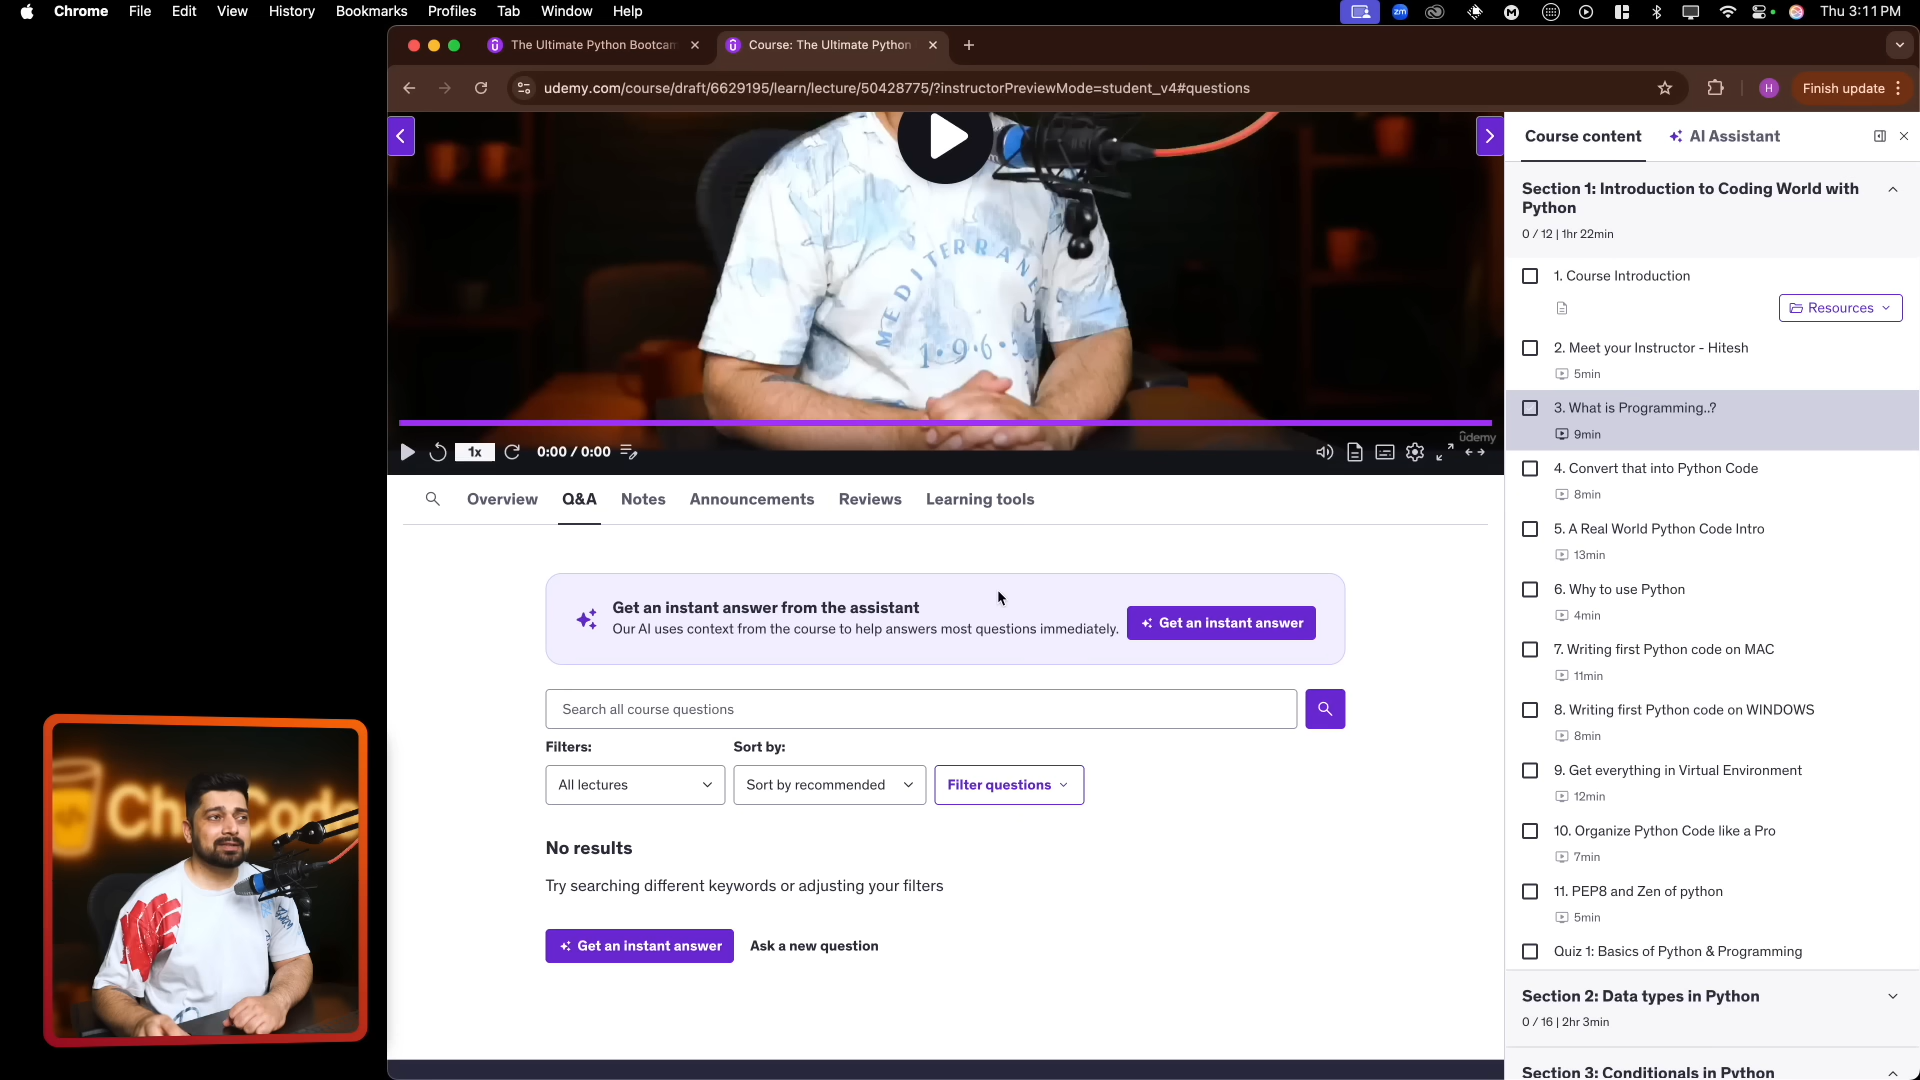 Chrome File Edit View History Bookmarks Profiles Tab Window Help
zm
Thu 3:11 PM
The Ultimate Python Bootcam
Course: The Ultimate Python
udemy.com/course/draft/6629195/learn/lecture/50428775/?instructorPreviewMode=student_v4#questions
H
Finish update
MEDITERRANE
1·9·6·5
0:00 / 0:00
1x
udemy
Overview Q&A Notes Announcements Reviews Learning tools
Get an instant answer from the assistant
Our AI uses context from the course to help answers most questions immediately.
Get an instant answer
Search all course questions
Filters:
Sort by:
All lectures
Sort by recommended
Filter questions
No results
Try searching different keywords or adjusting your filters
Get an instant answer
Ask a new question
Course content
AI Assistant
Section 1: Introduction to Coding World with
Python
0 / 12 | 1hr 22min
1. Course Introduction
Resources
2. Meet your Instructor - Hitesh
5min
3. What is Programming..?
9min
4. Convert that into Python Code
8min
5. A Real World Python Code Intro
13min
6. Why to use Python
4min
7. Writing first Python code on MAC
11min
8. Writing first Python code on WINDOWS
8min
9. Get everything in Virtual Environment
12min
10. Organize Python Code like a Pro
7min
11. PEP8 and Zen of python
5min
Quiz 1: Basics of Python & Programming
Section 2: Data types in Python
0 / 16 | 2hr 3min
Section 3: Conditionals in Python